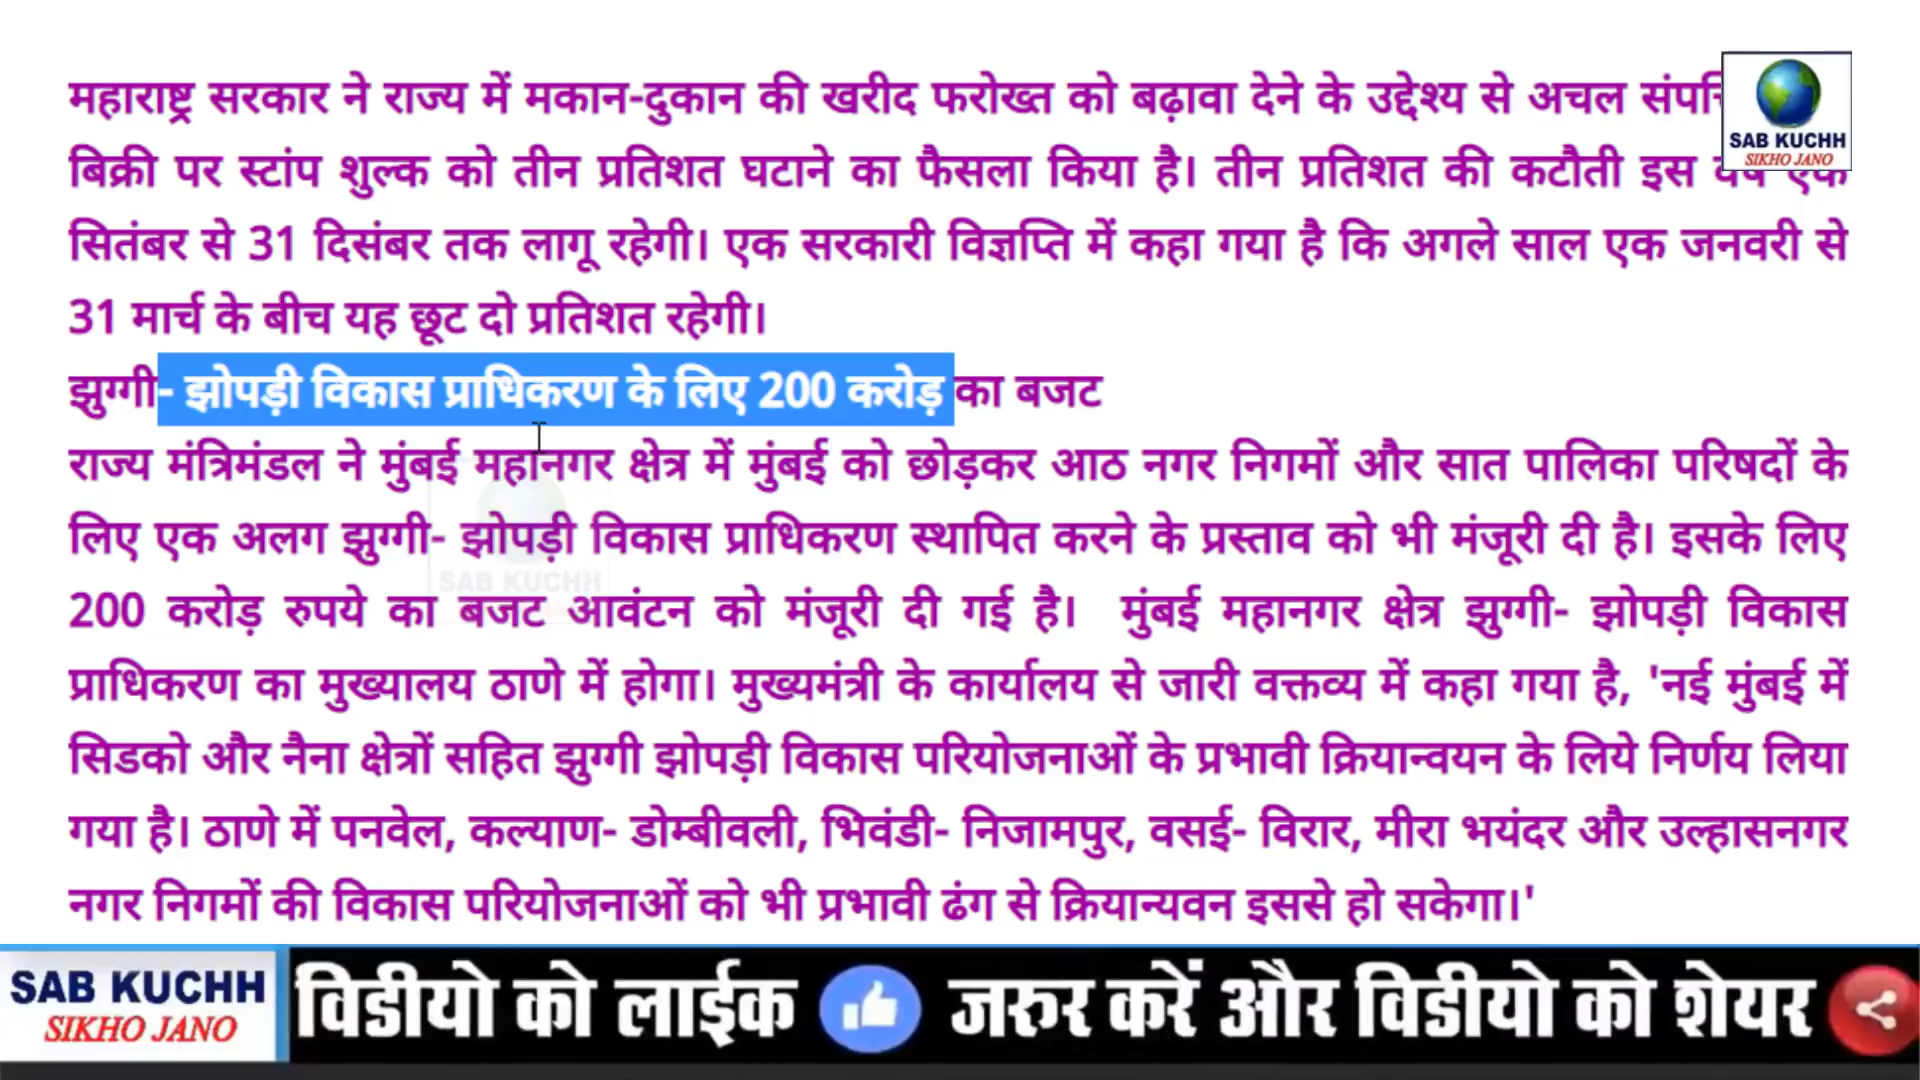 महाराष्ट्र सरकार ने राज्य में मकान-दुकान की खरीद फरोख्त को बढ़ावा देने के उद्देश्य से अचल
बिक्री पर स्टांप शुल्क को तीन प्रतिशत घटाने का फैसला किया है। तीन प्रतिशत की कटौती इस वर्ष एक
सितंबर से 31 दिसंबर तक लागू रहेगी। एक सरकारी विज्ञप्ति में कहा गया है कि अगले साल एक जनवरी से
31 मार्च के बीच यह छूट दो प्रतिशत रहेगी।
झुग्गी- झोपड़ी विकास प्राधिकरण के लिए 200 करोड़ का बजट
राज्य मंत्रिमंडल ने मुंबई महानगर क्षेत्र में मुंबई को छोड़कर आठ नगर निगमों और सात पालिका परिषदों के
लिए एक अलग झुग्गी- झोपड़ी विकास प्राधिकरण स्थापित करने के प्रस्ताव को भी मंजूरी दी है। इसके लिए
200 करोड़ रुपये का बजट आवंटन को मंजूरी दी गई है। मुंबई महानगर क्षेत्र झुग्गी- झोपड़ी विकास
प्राधिकरण का मुख्यालय ठाणे में होगा। मुख्यमंत्री के कार्यालय से जारी वक्तव्य में कहा गया है, 'नई मुंबई में
सिडको और नैना क्षेत्रों सहित झुग्गी झोपड़ी विकास परियोजनाओं के प्रभावी क्रियान्वयन के लिये निर्णय लिया
गया है। ठाणे में पनवेल, कल्याण- डोम्बीवली, भिवंडी- निजामपुर, वसई- विरार, मीरा भयंदर और उल्हासनगर
नगर निगमों की विकास परियोजनाओं को भी प्रभावी ढंग से क्रियान्यवन इससे हो सकेगा।'
SAB KUCHH
SIKHO JANO
SAB KUCHH
SAB KUCHH
SIKHO JANO
विडीयो को लाईक जरुर करें और विडीयो को शेयर